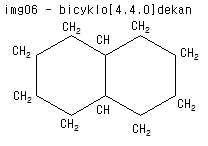 img06 - bicyklo[4.4.0]dekan
CH₂ CH₂
CH
CH₂ CH₂
CH₂ CH₂
CH
CH₂ CH₂